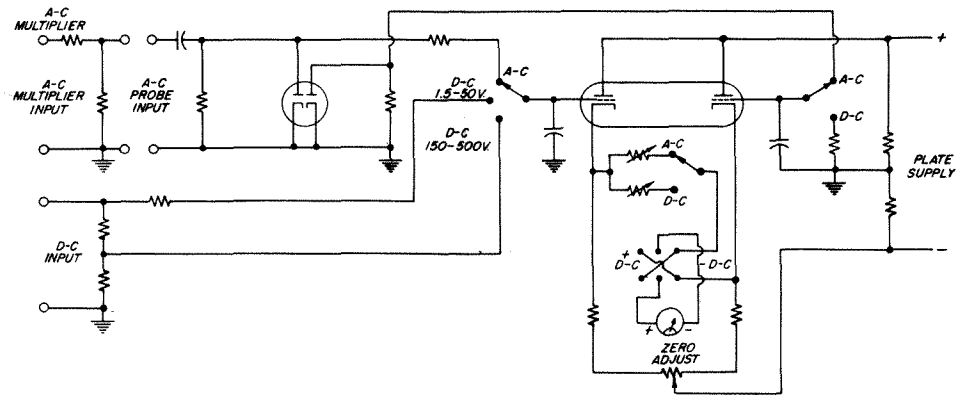 A-C
MULTIPLIER
A-C
MULTIPLIER
INPUT
A-C
PROBE
INPUT
D-C
INPUT
A-C
D-C
1.5-50V.
D-C
150-500V.
A-C
D-C
A-C
D-C
+
D-C
- D-C
+
-
ZERO
ADJUST
+
PLATE
SUPPLY
-